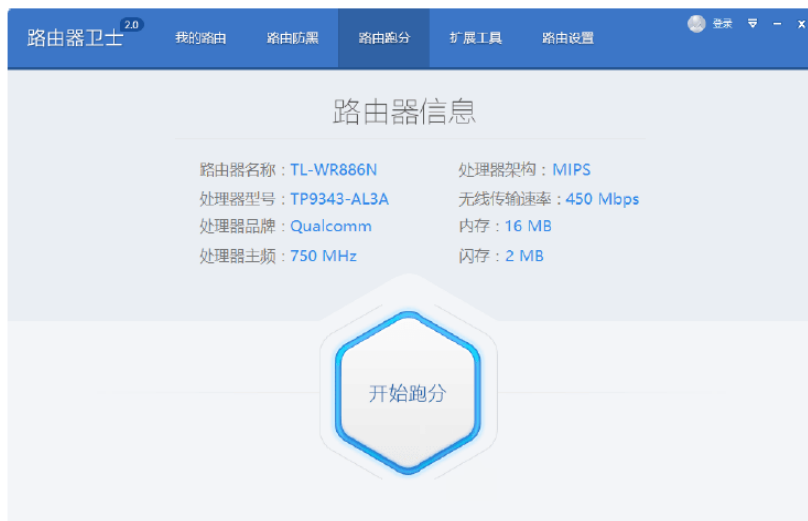 路由器卫士 2.0 我的路由 路由防黑 路由跑分 扩展工具 路由设置 登录
路由器信息
路由器名称：TL-WR886N 处理器架构：MIPS
处理器型号：TP9343-AL3A 无线传输速率：450 Mbps
处理器品牌：Qualcomm 内存：16 MB
处理器主频：750 MHz 闪存：2 MB
开始跑分